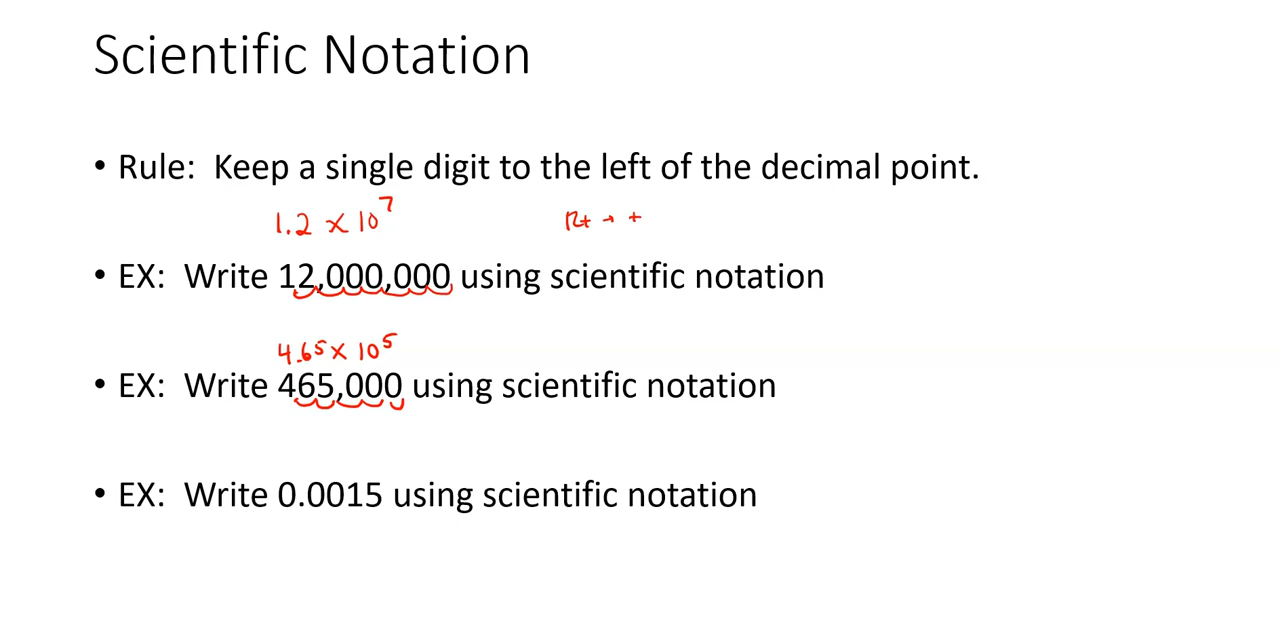 Scientific Notation
• Rule: Keep a single digit to the left of the decimal point.
1.2 × 10⁷ Rt → +
• EX: Write 12,000,000 using scientific notation
4.65 × 10⁵
• EX: Write 465,000 using scientific notation
• EX: Write 0.0015 using scientific notation